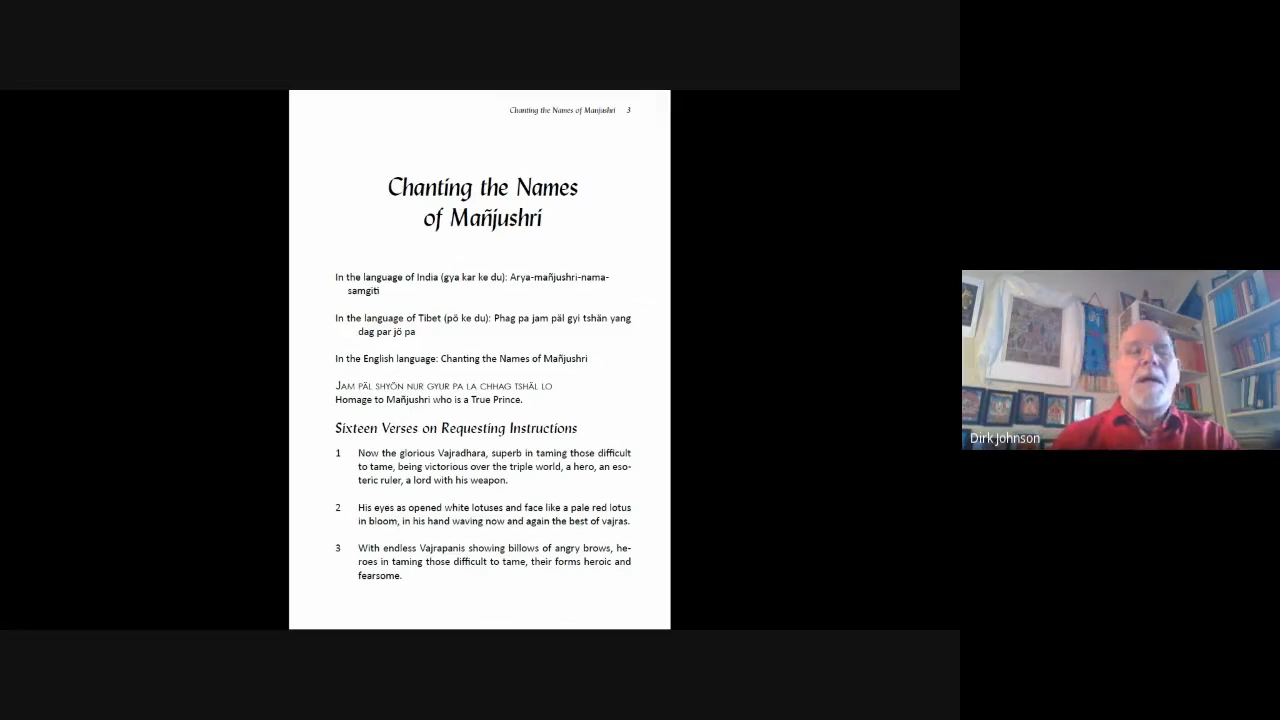 Chanting the Names of Manjushri 3
Chanting the Names
of Mañjushri
In the language of India (gya kar ke du): Arya-mañjushri-nama-
samgiti
In the language of Tibet (pö ke du): Phag pa jam päl gyi tshän yang
dag par jö pa
In the English language: Chanting the Names of Mañjushri
JAM PÄL SHYÖN NUR GYUR PA LA CHHAG TSHÄL LO
Homage to Mañjushri who is a True Prince.
Sixteen Verses on Requesting Instructions
1 Now the glorious Vajradhara, superb in taming those difficult
to tame, being victorious over the triple world, a hero, an eso-
teric ruler, a lord with his weapon.
2 His eyes as opened white lotuses and face like a pale red lotus
in bloom, in his hand waving now and again the best of vajras.
3 With endless Vajrapanis showing billows of angry brows, he-
roes in taming those difficult to tame, their forms heroic and
fearsome.
Dirk Johnson